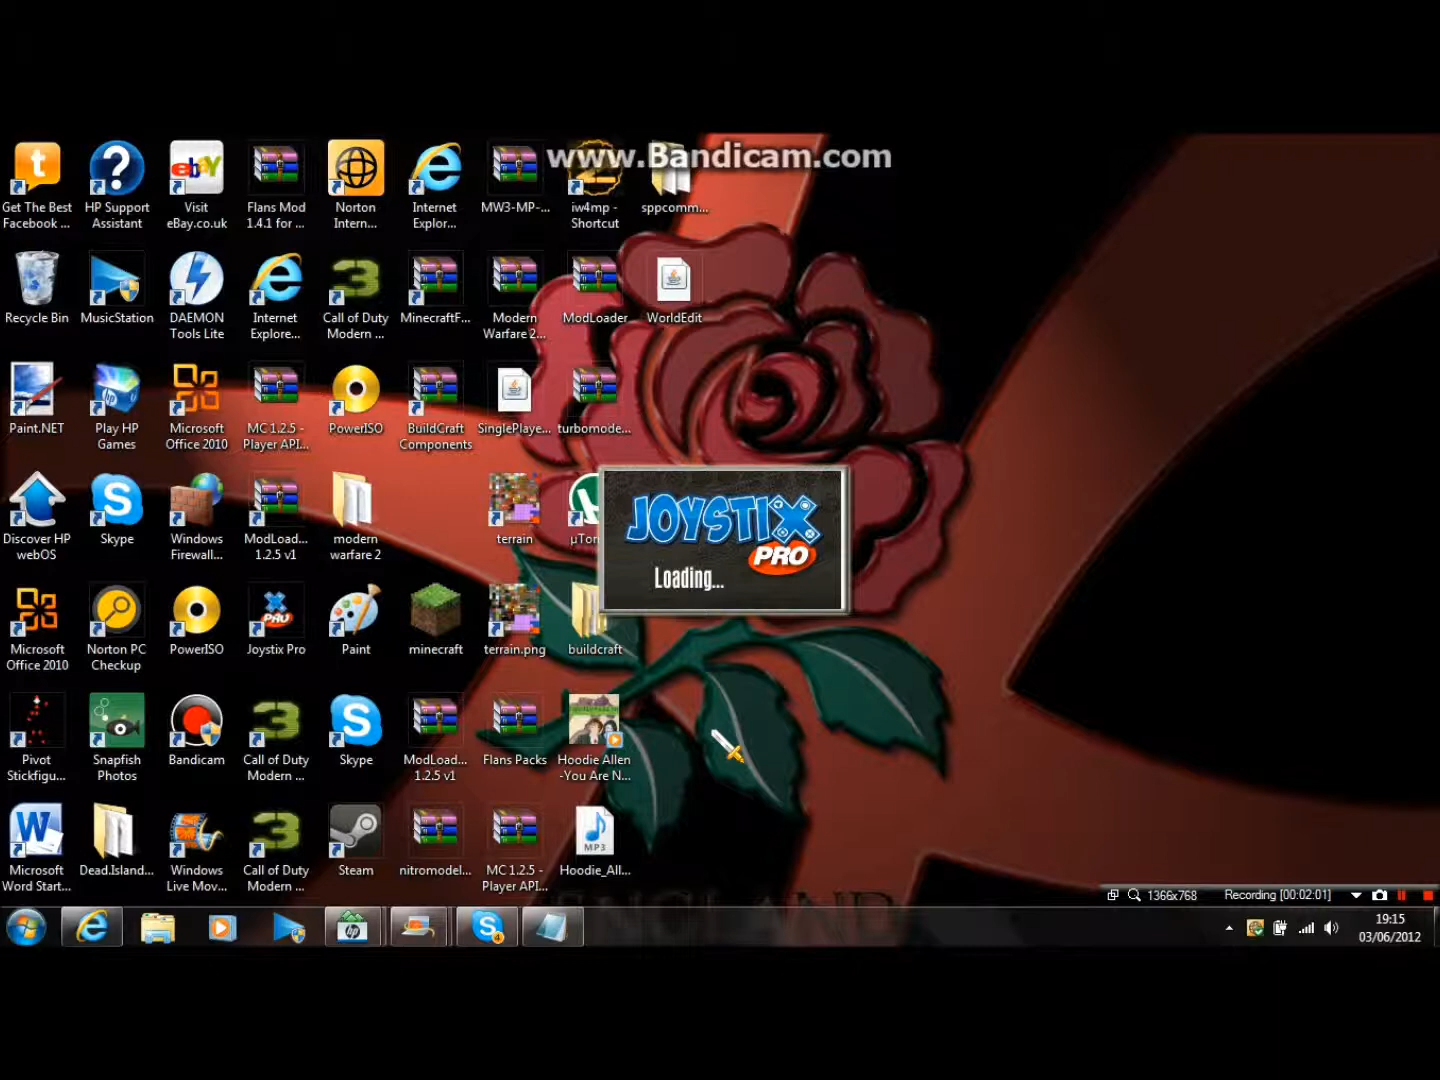 www.Bandicam.com
Get The Best
Facebook ...
HP Support
Assistant
Visit
eBay.co.uk
Flans Mod
1.4.1 for ...
Norton
Intern...
Internet
Explor...
MW3-MP-...
iw4mp -
Shortcut
sppcomm...
Recycle Bin
MusicStation
DAEMON
Tools Lite
Internet
Explore...
Call of Duty
Modern ...
MinecraftF...
Modern
Warfare 2...
ModLoader
WorldEdit
Paint.NET
Play HP
Games
Microsoft
Office 2010
MC 1.2.5 -
Player API...
PowerISO
BuildCraft
Components
SinglePlaye...
turbomode...
Discover HP
webOS
Skype
Windows
Firewall...
ModLoad...
1.2.5 v1
modern
warfare 2
terrain
µTor
JOYSTIX
PRO
Loading...
Microsoft
Office 2010
Norton PC
Checkup
PowerISO
Joystix Pro
Paint
minecraft
terrain.png
buildcraft
Pivot
Stickfigu...
Snapfish
Photos
Bandicam
Call of Duty
Modern ...
Skype
ModLoad...
1.2.5 v1
Flans Packs
Hoodie Allen
-You Are N...
Microsoft
Word Start...
Dead.Island...
Windows
Live Mov...
Call of Duty
Modern ...
Steam
nitromodel...
MC 1.2.5 -
Player API...
MP3
Hoodie_All...
ENGLAND
1366x768
Recording [00:02:01]
19:15
03/06/2012